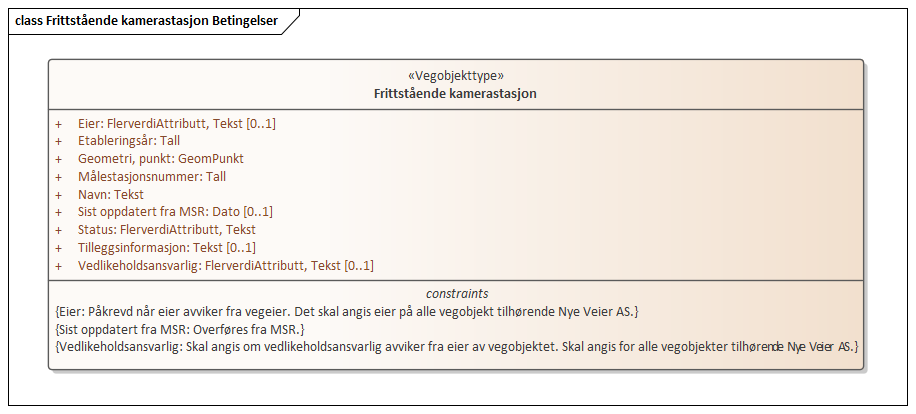 class Frittstående kamerastasjon Betingelser
«Vegobjekttype»
Frittstående kamerastasjon
+ Eier: FlerverdiAttributt, Tekst [0..1]
+ Etableringsår: Tall
+ Geometri, punkt: GeomPunkt
+ Målestasjonsnummer: Tall
+ Navn: Tekst
+ Sist oppdatert fra MSR: Dato [0..1]
+ Status: FlerverdiAttributt, Tekst
+ Tilleggsinformasjon: Tekst [0..1]
+ Vedlikeholdsansvarlig: FlerverdiAttributt, Tekst [0..1]
constraints
{Eier: Påkrevd når eier avviker fra vegeier. Det skal angis eier på alle vegobjekt tilhørende Nye Veier AS.}
{Sist oppdatert fra MSR: Overføres fra MSR.}
{Vedlikeholdsansvarlig: Skal angis om vedlikeholdsansvarlig avviker fra eier av vegobjektet. Skal angis for alle vegobjekter tilhørende Nye Veier AS.}